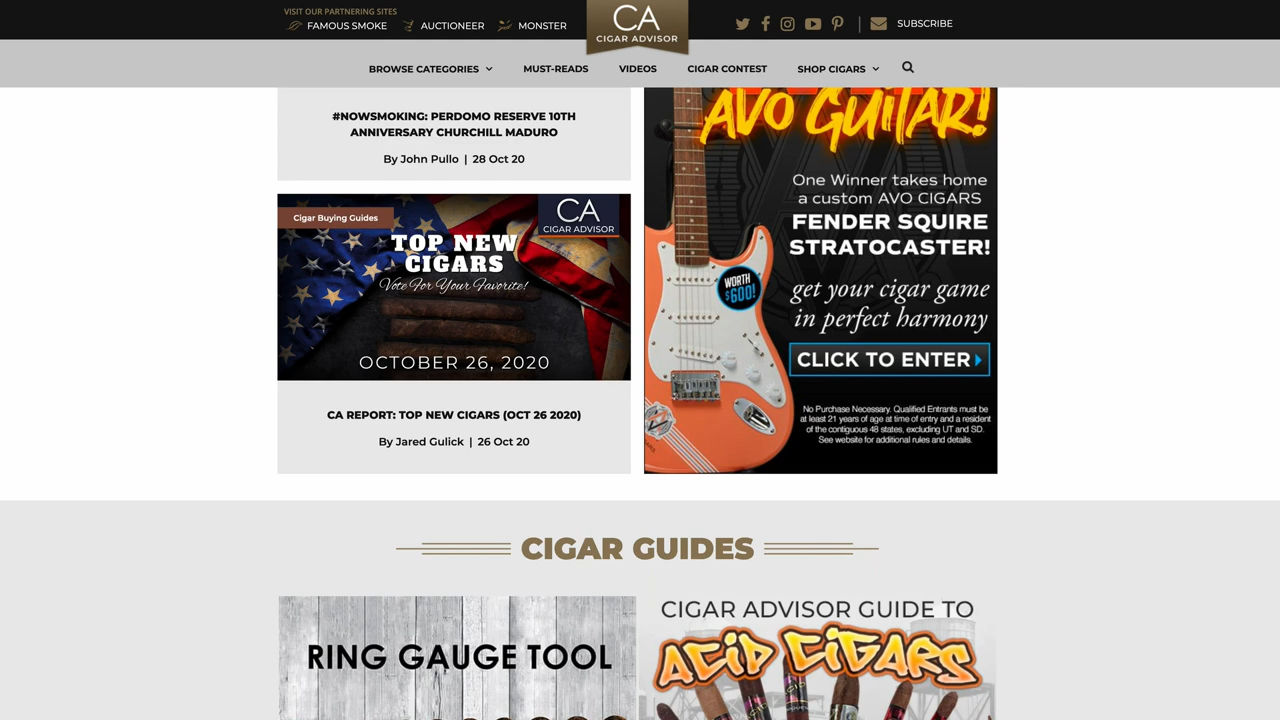 VISIT OUR PARTNERING SITES
FAMOUS SMOKE
AUCTIONEER
MONSTER
CA
CIGAR ADVISOR
SUBSCRIBE
BROWSE CATEGORIES
MUST-READS
VIDEOS
CIGAR CONTEST
SHOP CIGARS
#NOWSMOKING: PERDOMO RESERVE 10TH
ANNIVERSARY CHURCHILL MADURO
By John Pullo | 28 Oct 20
Cigar Buying Guides
CA
CIGAR ADVISOR
TOP NEW
CIGARS
Vote For Your Favorite!
OCTOBER 26, 2020
CA REPORT: TOP NEW CIGARS (OCT 26 2020)
By Jared Gulick | 26 Oct 20
AVO GUITAR!
One Winner takes home
a custom AVO CIGARS
FENDER SQUIRE
STRATOCASTER!
WORTH
$600!
get your cigar game
in perfect harmony
CLICK TO ENTER
No Purchase Necessary. Qualified Entrants must be
at least 21 years of age at time of entry and a resident
of the contiguous 48 states, excluding UT and SD.
See website for additional rules and details.
CIGAR GUIDES
RING GAUGE TOOL
CIGAR ADVISOR GUIDE TO
ACID CIGARS